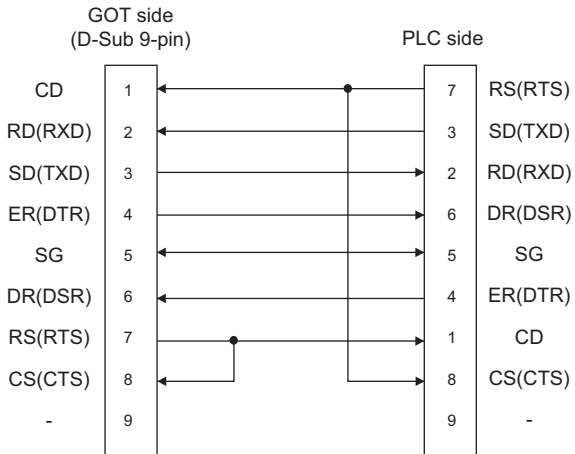 GOT side
(D-Sub 9-pin) PLC side
CD 1 7 RS(RTS)
RD(RXD) 2 3 SD(TXD)
SD(TXD) 3 2 RD(RXD)
ER(DTR) 4 6 DR(DSR)
SG 5 5 SG
DR(DSR) 6 4 ER(DTR)
RS(RTS) 7 1 CD
CS(CTS) 8 8 CS(CTS)
- 9 9 -